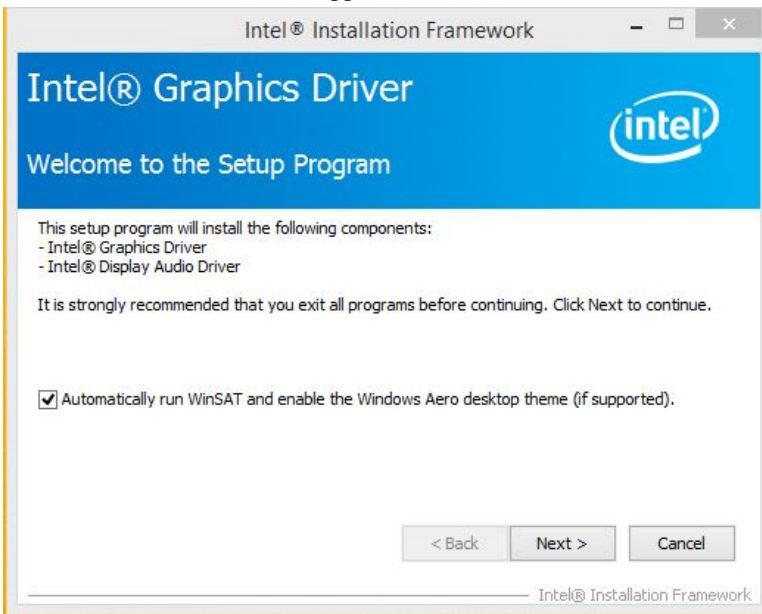 Intel® Installation Framework
Intel® Graphics Driver
intel
Welcome to the Setup Program
This setup program will install the following components:
- Intel® Graphics Driver
- Intel® Display Audio Driver
It is strongly recommended that you exit all programs before continuing. Click Next to continue.
Automatically run WinSAT and enable the Windows Aero desktop theme (if supported).
< Back Next > Cancel
Intel® Installation Framework